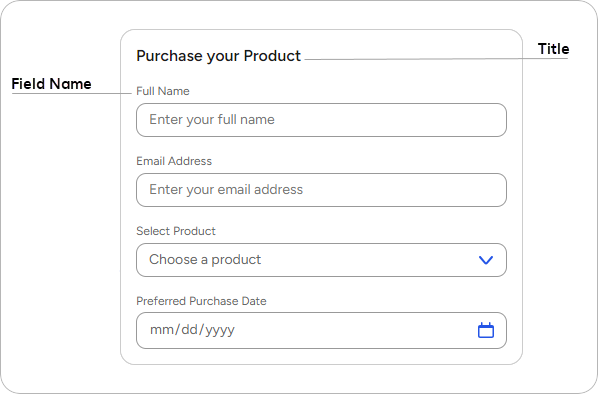 Purchase your Product
Title
Field Name
Full Name
Enter your full name
Email Address
Enter your email address
Select Product
Choose a product
Preferred Purchase Date
mm/dd/yyyy